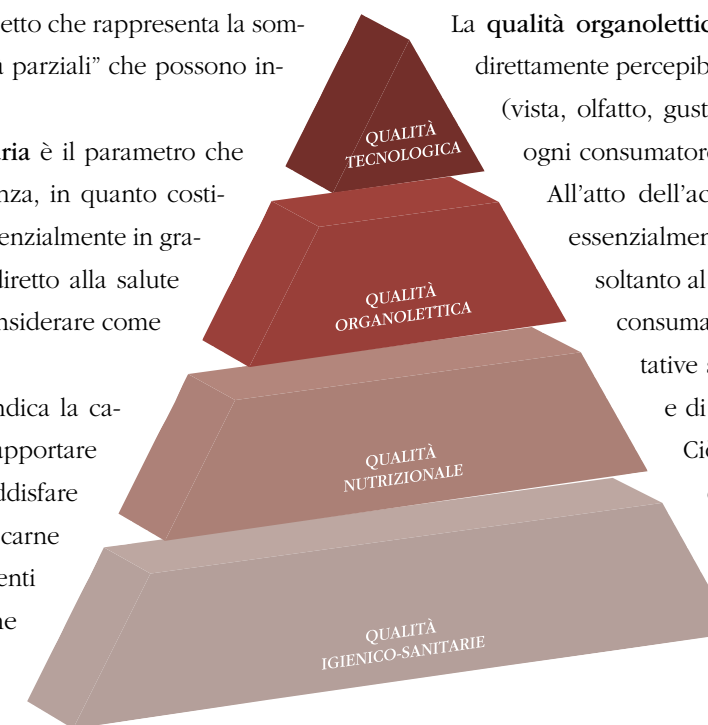 etto che rappresenta la som-
à parziali” che possono in-
ria è il parametro che
nza, in quanto costi-
enzialmente in gra-
diretto alla salute
nsiderare come
ndica la ca-
apportare
ddisfare
carne
enti
ne
QUALITÀ
TECNOLOGICA
QUALITÀ
ORGANOLETTICA
QUALITÀ
NUTRIZIONALE
QUALITÀ
IGIENICO-SANITARIE
La qualità organolettic
direttamente percepib
(vista, olfatto, gust
ogni consumator
All’atto dell’ac
essenzialmen
soltanto al
consuma
tative
e di